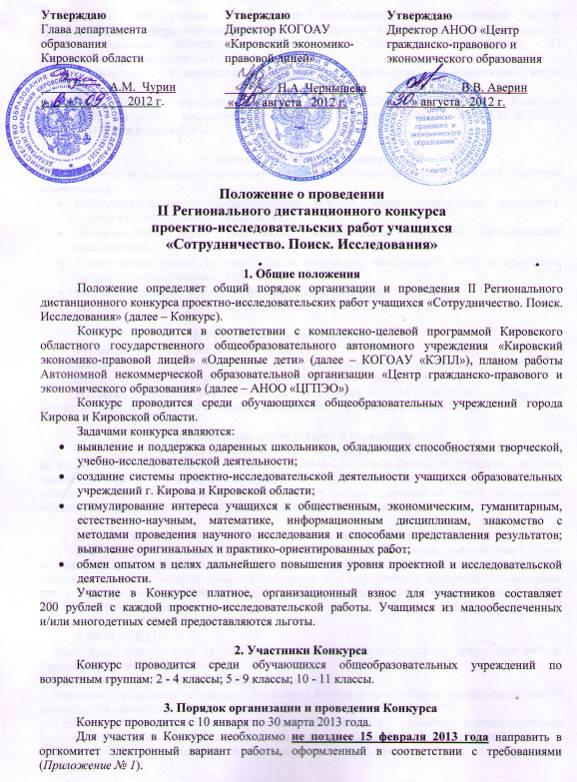 Утверждаю
Глава департамента
образования
Кировской области
А.М. Чурин
09. 2012 г.
Утверждаю
Директор КОГОАУ
«Кировский экономико-
правовой лицей»
Н.А. Чернышева
«30» августа 2012 г.
Утверждаю
Директор АНОО «Центр
гражданско-правового и
экономического образования
В.В. Аверин
«30» августа 2012 г.
"Центр
гражданско-
правового и
экономического
образования"
Положение о проведении
II Регионального дистанционного конкурса
проектно-исследовательских работ учащихся
«Сотрудничество. Поиск. Исследования»
1. Общие положения
Положение определяет общий порядок организации и проведения II Регионального
дистанционного конкурса проектно-исследовательских работ учащихся «Сотрудничество. Поиск.
Исследования» (далее – Конкурс).
Конкурс проводится в соответствии с комплексно-целевой программой Кировского
областного государственного общеобразовательного автономного учреждения «Кировский
экономико-правовой лицей» «Одаренные дети» (далее – КОГОАУ «КЭПЛ»), планом работы
Автономной некоммерческой образовательной организации «Центр гражданско-правового и
экономического образования» (далее – АНОО «ЦГПЭО»)
Конкурс проводится среди обучающихся общеобразовательных учреждений города
Кирова и Кировской области.
Задачами конкурса являются:
• выявление и поддержка одаренных школьников, обладающих способностями творческой,
учебно-исследовательской деятельности;
• создание системы проектно-исследовательской деятельности учащихся образовательных
учреждений г. Кирова и Кировской области;
• стимулирование интереса учащихся к общественным, экономическим, гуманитарным,
естественно-научным, математике, информационным дисциплинам, знакомство с
методами проведения научного исследования и способами представления результатов;
выявление оригинальных и практико-ориентированных работ;
• обмен опытом в целях дальнейшего повышения уровня проектной и исследовательской
деятельности.
Участие в Конкурсе платное, организационный взнос для участников составляет
200 рублей с каждой проектно-исследовательской работы. Учащимся из малообеспеченных
и/или многодетных семей предоставляются льготы.
2. Участники Конкурса
Конкурс проводится среди обучающихся общеобразовательных учреждений по
возрастным группам: 2 - 4 классы; 5 - 9 классы; 10 - 11 классы.
3. Порядок организации и проведения Конкурса
Конкурс проводится с 10 января по 30 марта 2013 года.
Для участия в Конкурсе необходимо не позднее 15 февраля 2013 года направить в
оргкомитет электронный вариант работы, оформленный в соответствии с требованиями
(Приложение № 1).